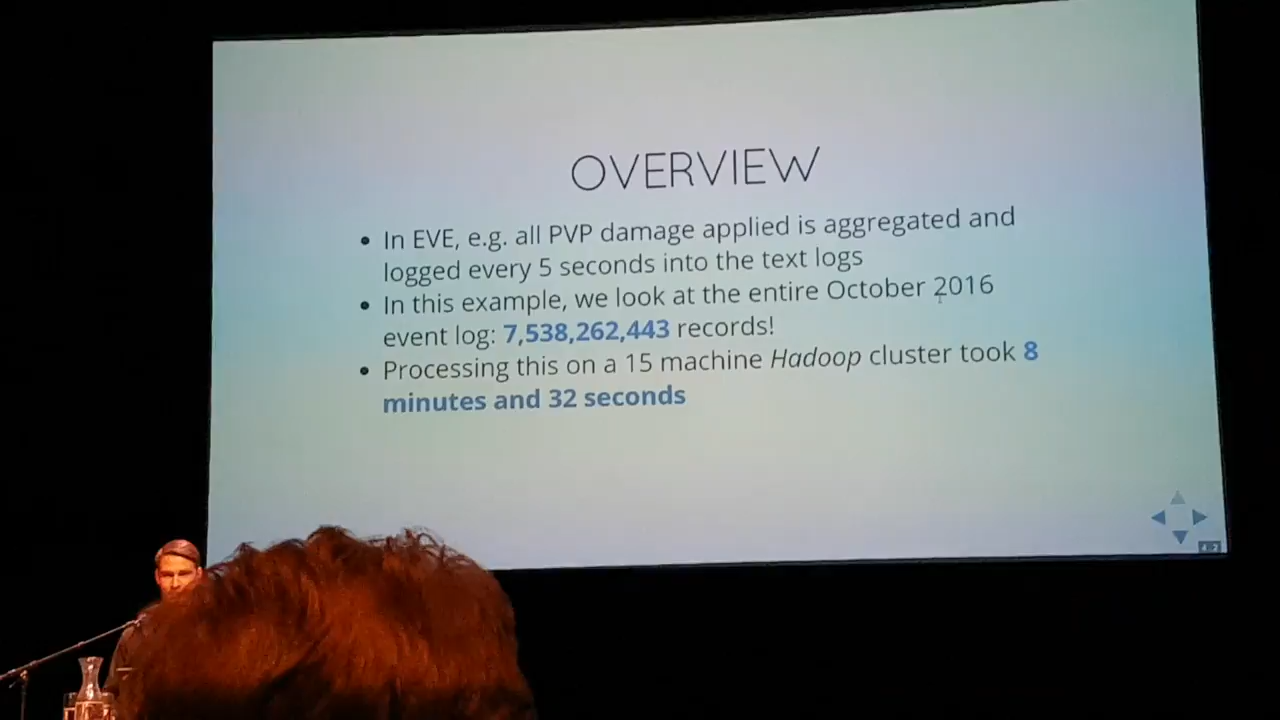 OVERVIEW
• In EVE, e.g. all PVP damage applied is aggregated and
logged every 5 seconds into the text logs
• In this example, we look at the entire October 2016
event log: 7,538,262,443 records!
• Processing this on a 15 machine Hadoop cluster took 8
minutes and 32 seconds